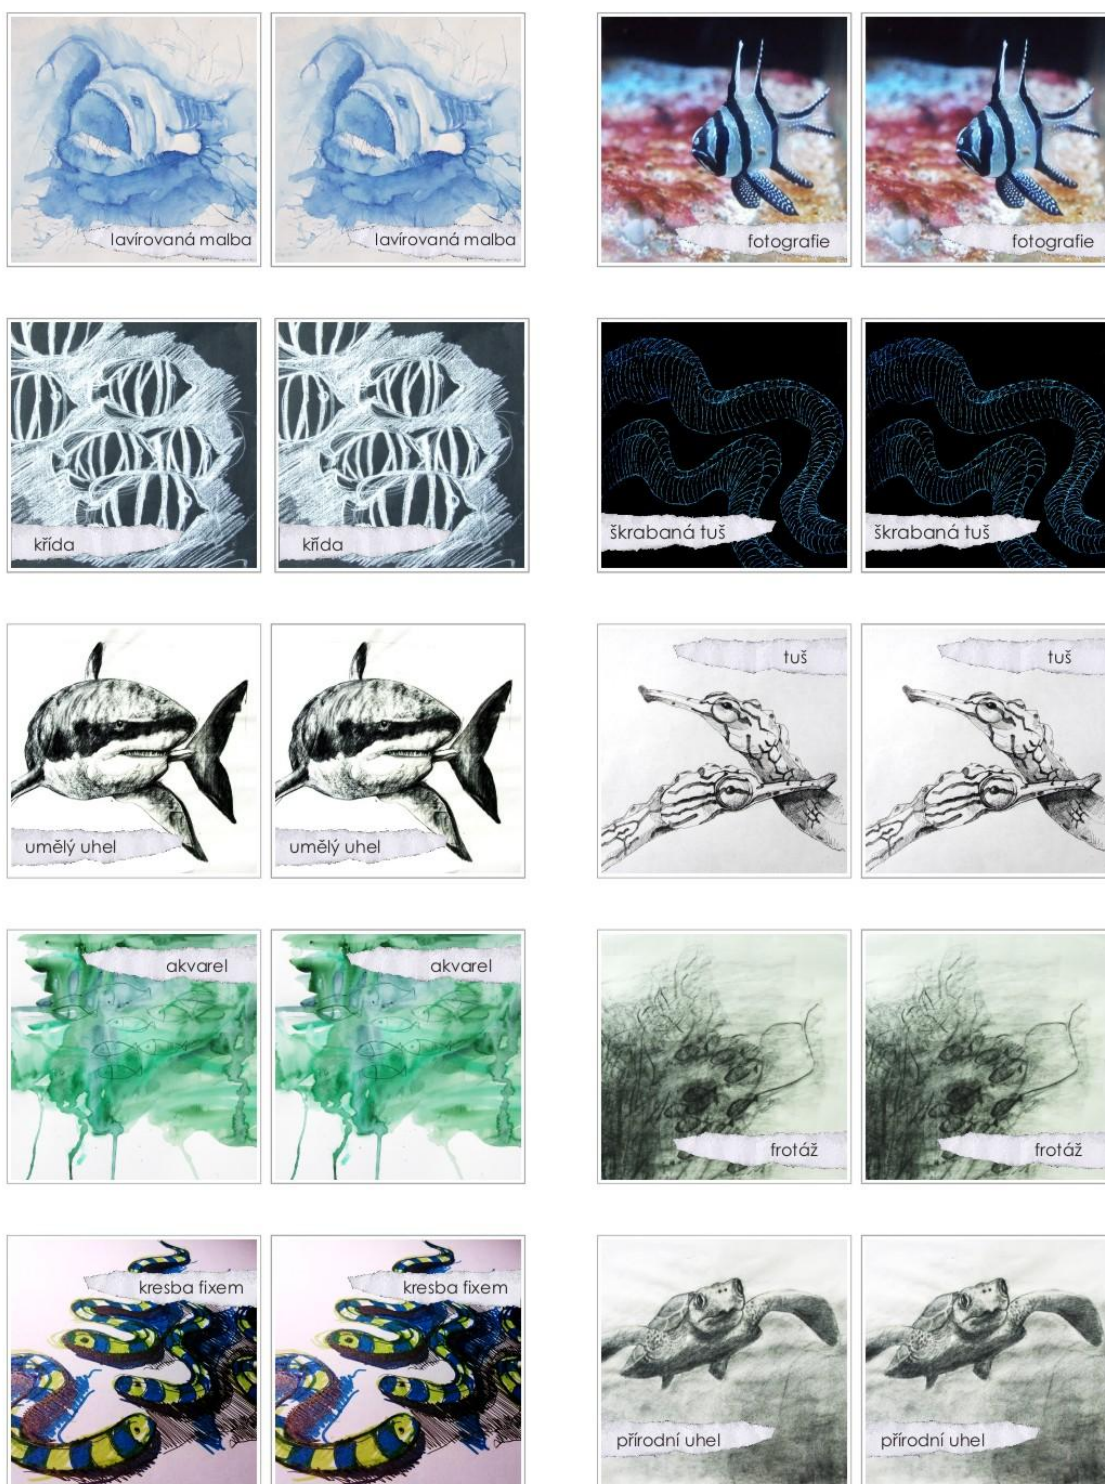 lavírovaná malba
lavírovaná malba
fotografie
fotografie
křída
křída
škrabaná tuš
škrabaná tuš
umělý uhel
umělý uhel
tuš
tuš
akvarel
akvarel
frotáž
frotáž
kresba fixem
kresba fixem
přírodní uhel
přírodní uhel